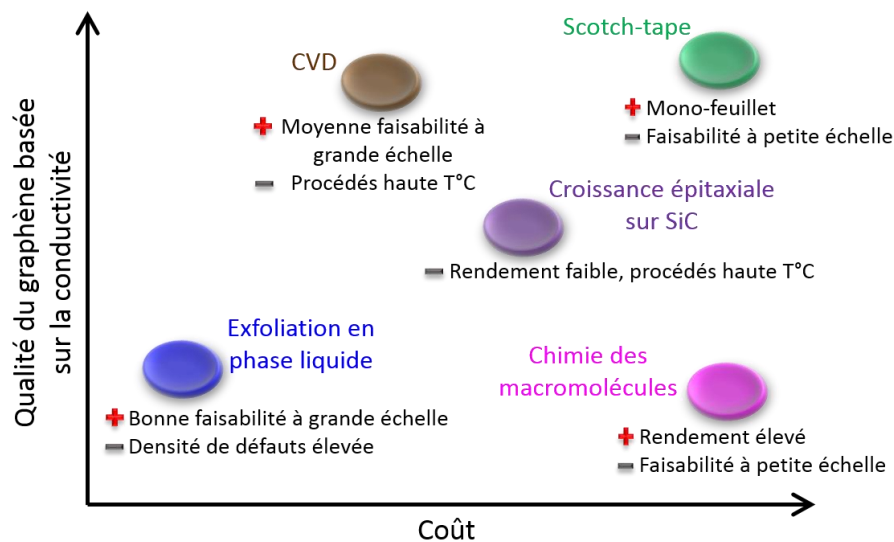 Qualité du graphène basée
sur la conductivité
CVD
+ Moyenne faisabilité à
grande échelle
- Procédés haute T°C
Scotch-tape
+ Mono-feuillet
- Faisabilité à petite échelle
Croissance épitaxiale
sur SiC
- Rendement faible, procédés haute T°C
Exfoliation en
phase liquide
+ Bonne faisabilité à grande échelle
- Densité de défauts élevée
Chimie des
macromolécules
+ Rendement élevé
- Faisabilité à petite échelle
Coût